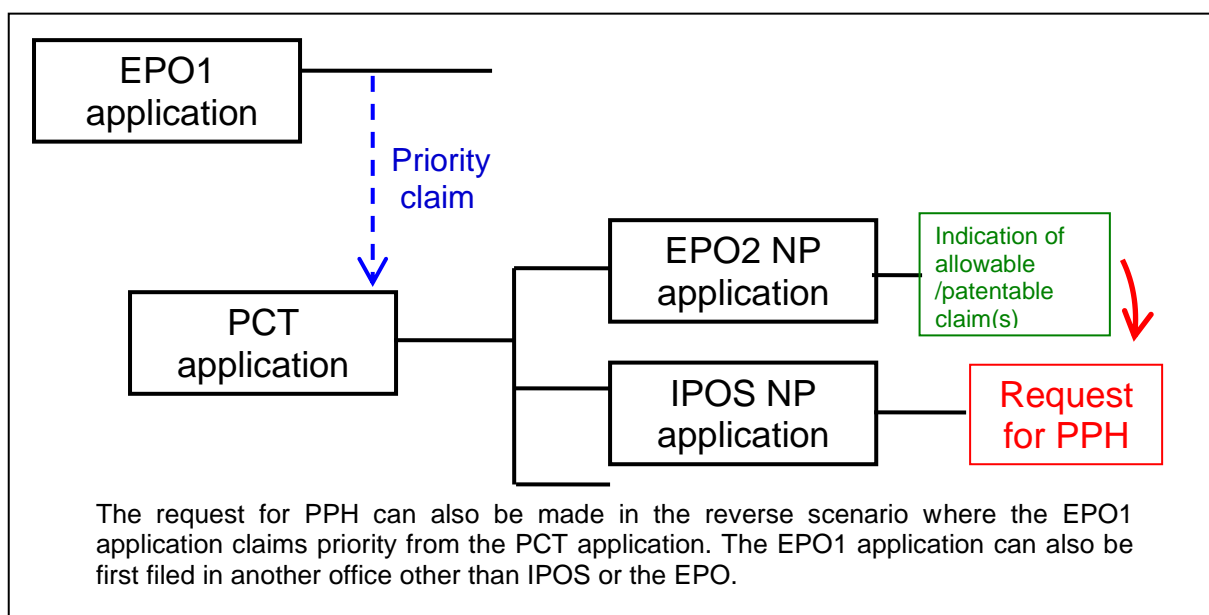 EPO1
application
Priority
claim
PCT
application
EPO2 NP
application
Indication of
allowable
/patentable
claim(s)
IPOS NP
application
Request
for PPH
The request for PPH can also be made in the reverse scenario where the EPO1
application claims priority from the PCT application. The EPO1 application can also be
first filed in another office other than IPOS or the EPO.